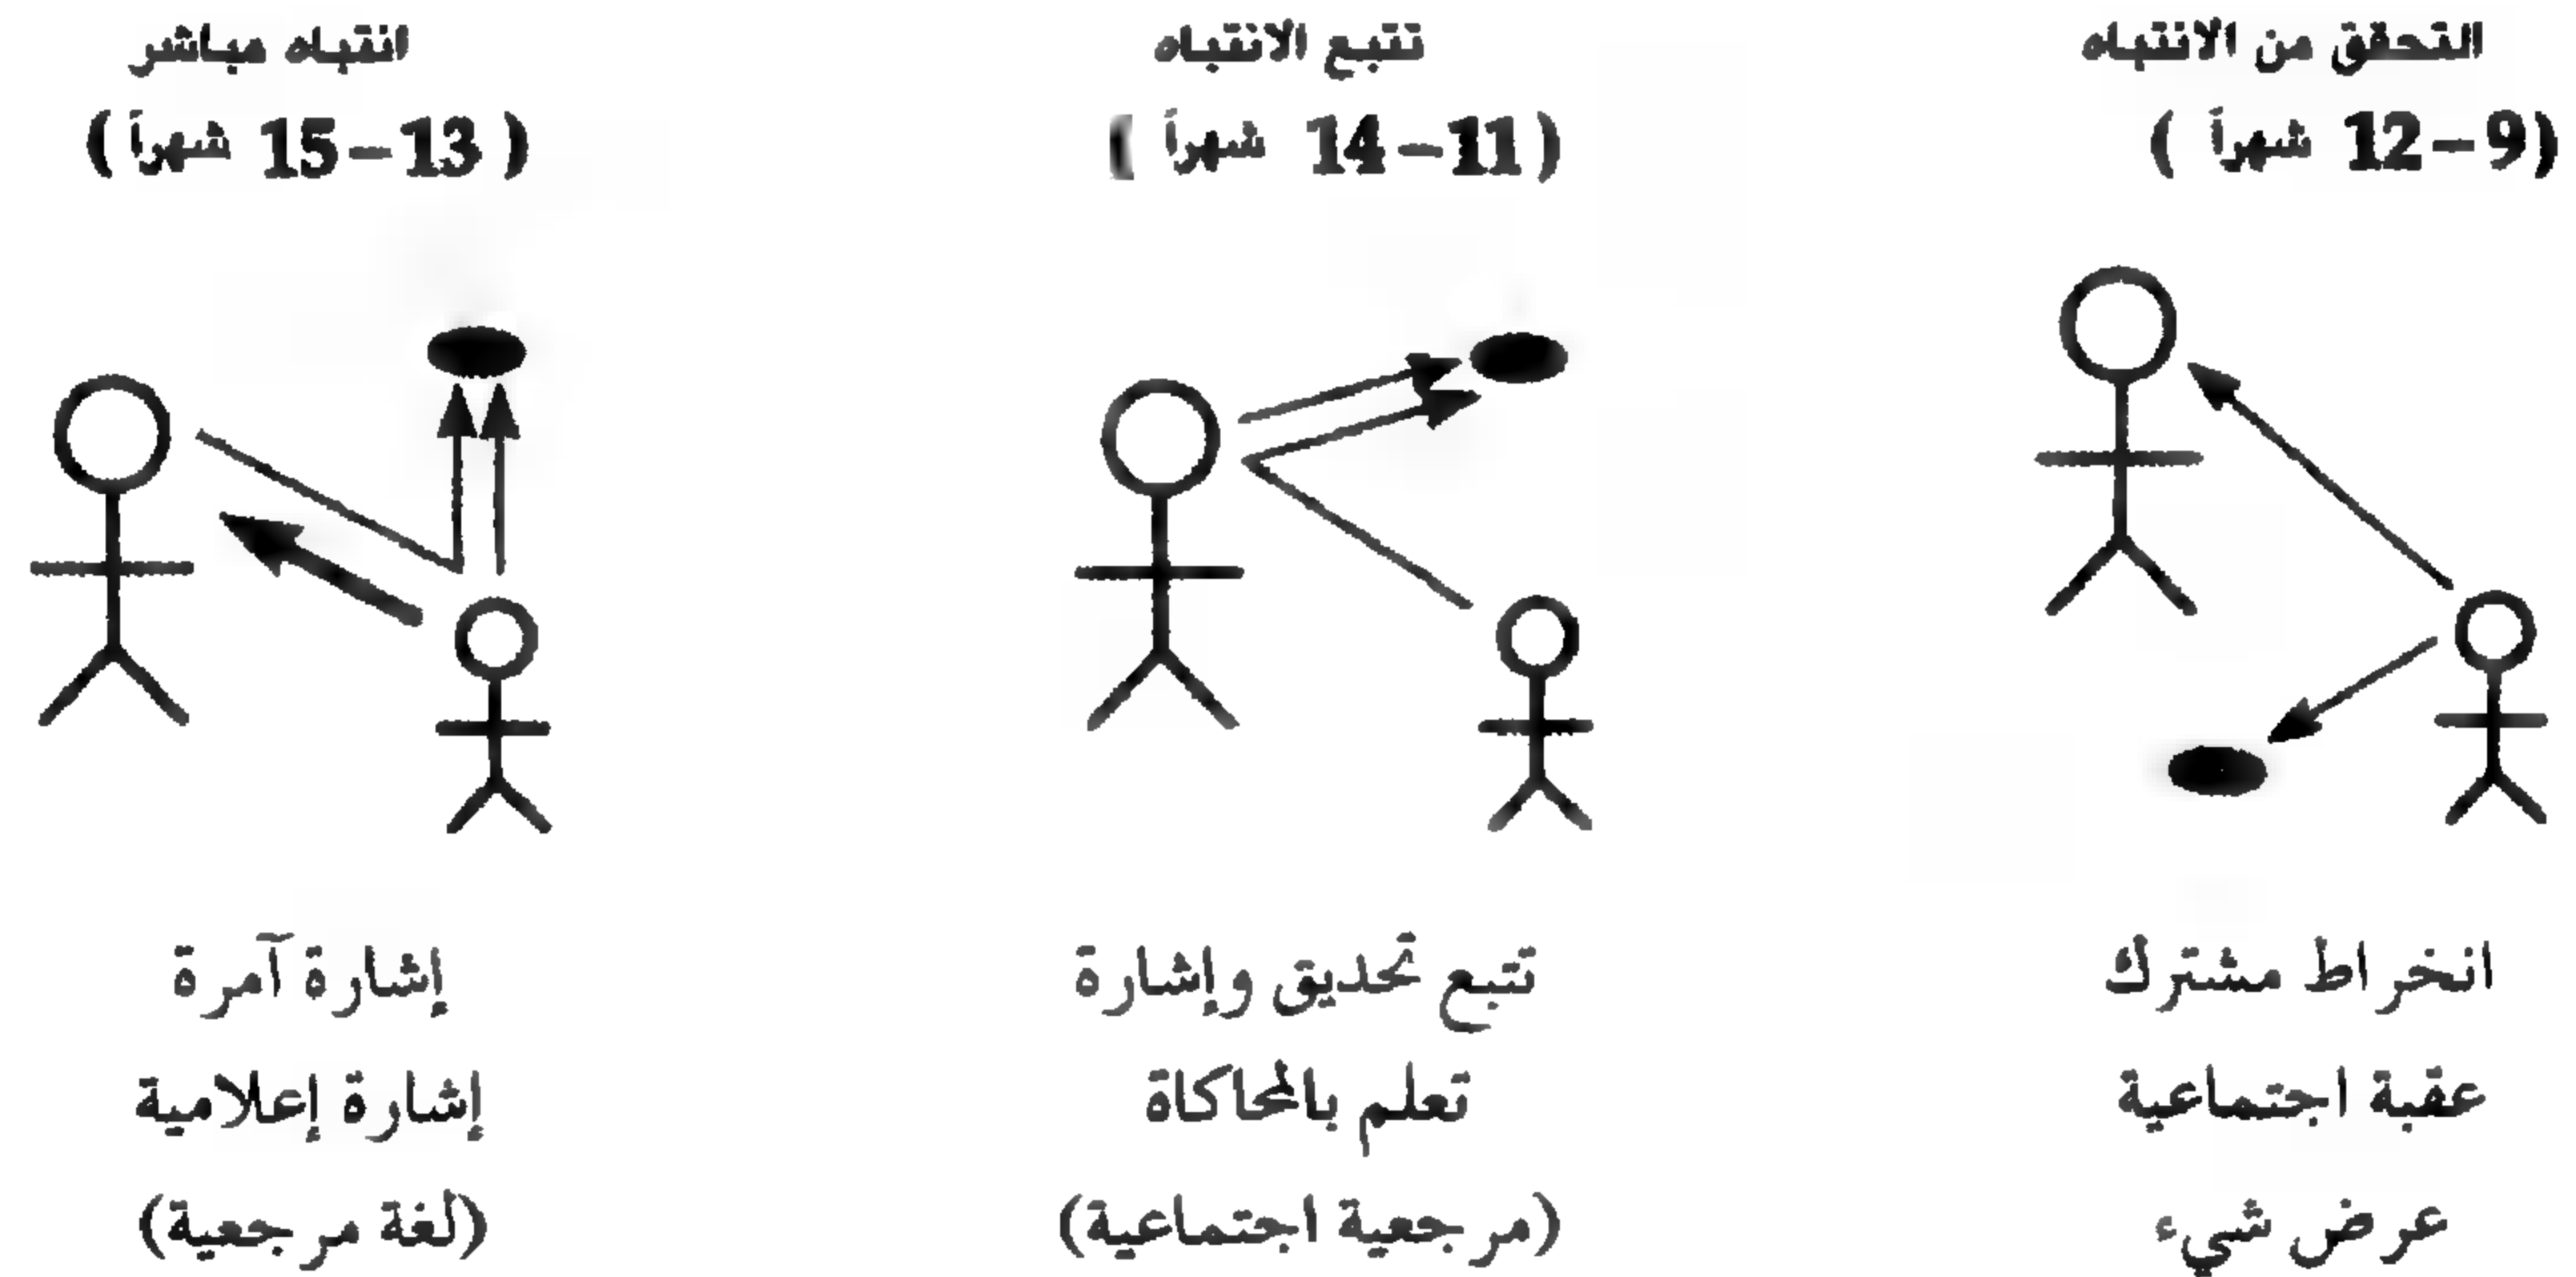 التحقق من الانتباه
(9–12 شهراً)
تتبع الانتباه
(11–14 شهراً)
انتباه مباشر
(13–15 شهراً)
انخراط مشترك
عقبة اجتماعية
عرض شيء
تتبع تحديق وإشارة
تعلم بالمحاكاة
(مرجعية اجتماعية)
إشارة آمرة
إشارة إعلامية
(لغة مرجعية)